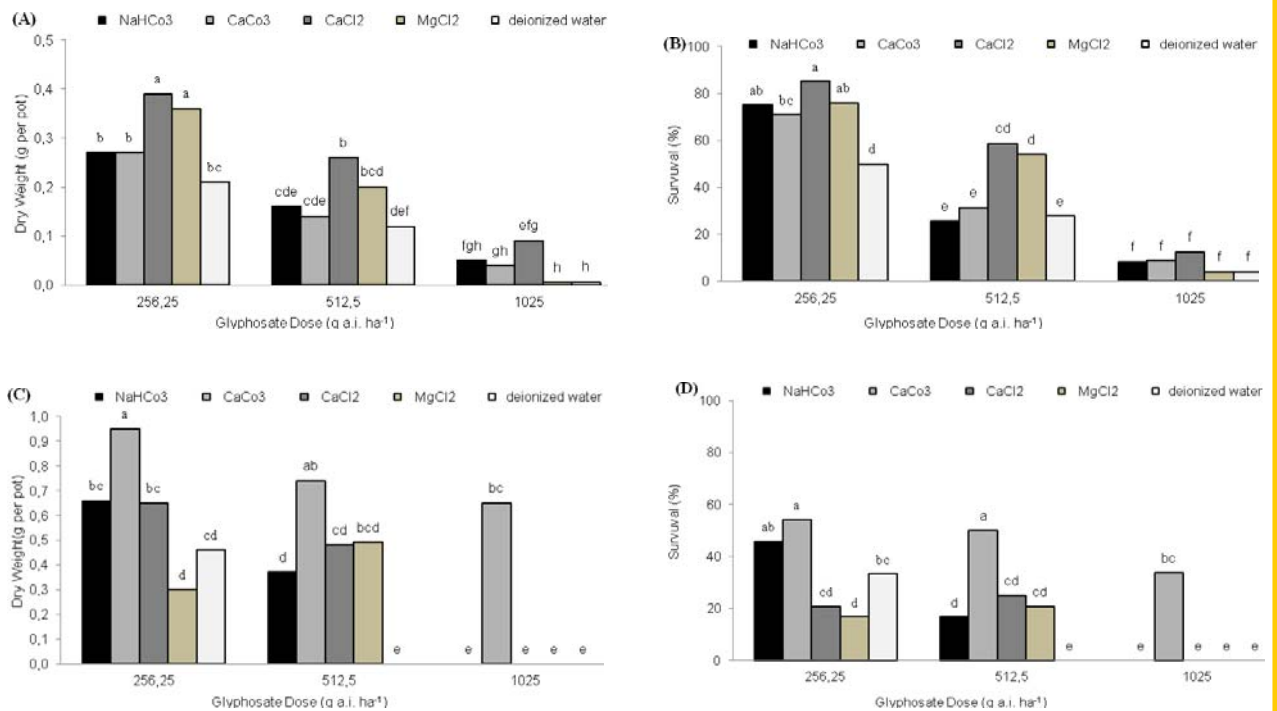 (A)
NaHCo3 CaCo3 CaCl2 MgCl2 deionized water
Dry Weight (g per pot)
0,5
0,4
0,3
0,2
0,1
0,0
b b a a bc
cde cde b bcd def
fgh gh efg h h
256,25 512,5 1025
Glyphosate Dose (g a.i. ha-1)
(B)
NaHCo3 CaCo3 CaCl2 MgCl2 deionized water
Survuval (%)
100
80
60
40
20
0
ab bc a ab d
e e cd d e
f f f f f
256,25 512,5 1025
Glyphosate Dose (g a.i. ha-1)
(C)
NaHCo3 CaCo3 CaCl2 MgCl2 deionized water
Dry Weight(g per pot)
1,0
0,9
0,8
0,7
0,6
0,5
0,4
0,3
0,2
0,1
0,0
bc a bc d cd
d ab cd bcd e
e bc e e e
256,25 512,5 1025
Glyphosate Dose (g a.i. ha-1)
(D)
NaHCo3 CaCo3 CaCl2 MgCl2 deionized water
Survuval (%)
100
80
60
40
20
0
ab a cd d bc
d a cd cd e
e bc e e e
256,25 512,5 1025
Glyphosate Dose (g a.i. ha-1)